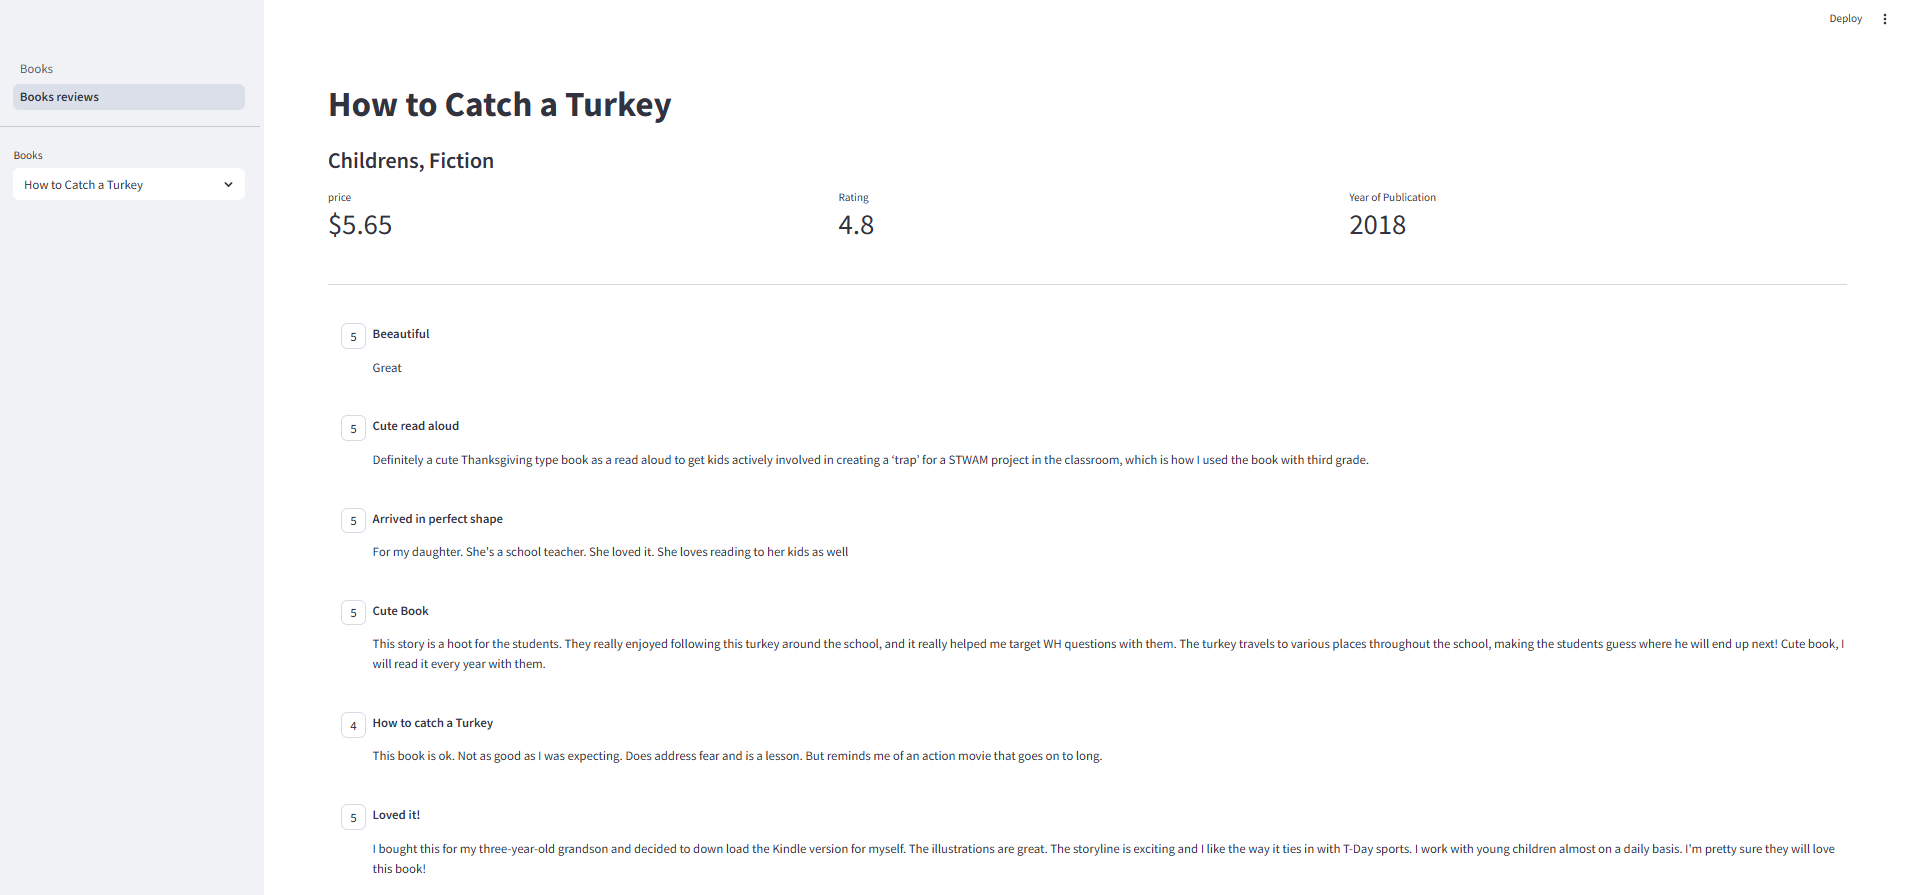 Deploy
Books
Books reviews
Books
How to Catch a Turkey
How to Catch a Turkey
Childrens, Fiction
price
$5.65
Rating
4.8
Year of Publication
2018
5
Beeautiful
Great
5
Cute read aloud
Definitely a cute Thanksgiving type book as a read aloud to get kids actively involved in creating a ‘trap’ for a STWAM project in the classroom, which is how I used the book with third grade.
5
Arrived in perfect shape
For my daughter. She's a school teacher. She loved it. She loves reading to her kids as well
5
Cute Book
This story is a hoot for the students. They really enjoyed following this turkey around the school, and it really helped me target WH questions with them. The turkey travels to various places throughout the school, making the students guess where he will end up next! Cute book, I
will read it every year with them.
4
How to catch a Turkey
This book is ok. Not as good as I was expecting. Does address fear and is a lesson. But reminds me of an action movie that goes on to long.
5
Loved it!
I bought this for my three-year-old grandson and decided to down load the Kindle version for myself. The illustrations are great. The storyline is exciting and I like the way it ties in with T-Day sports. I work with young children almost on a daily basis. I'm pretty sure they will love
this book!